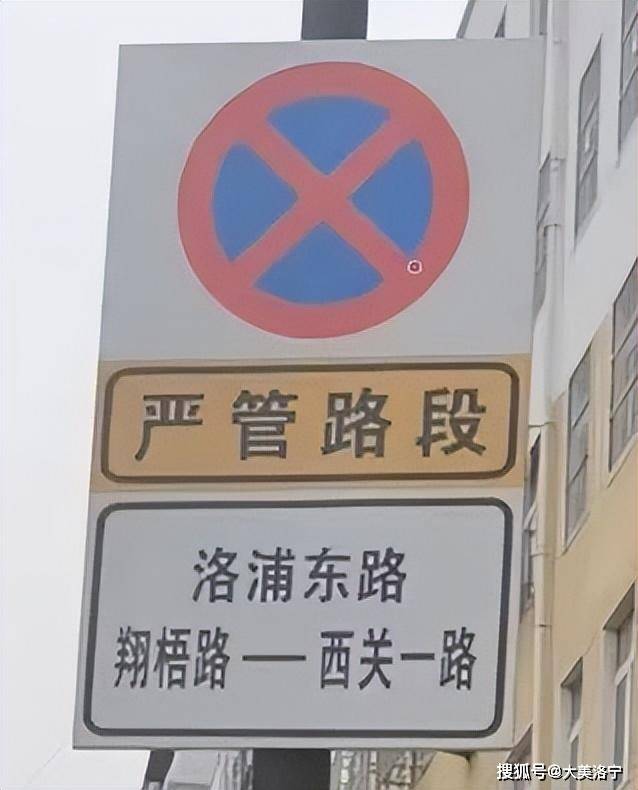 严管路段
洛浦东路
翔梧路——西关一路
搜狐号@大美洛宁